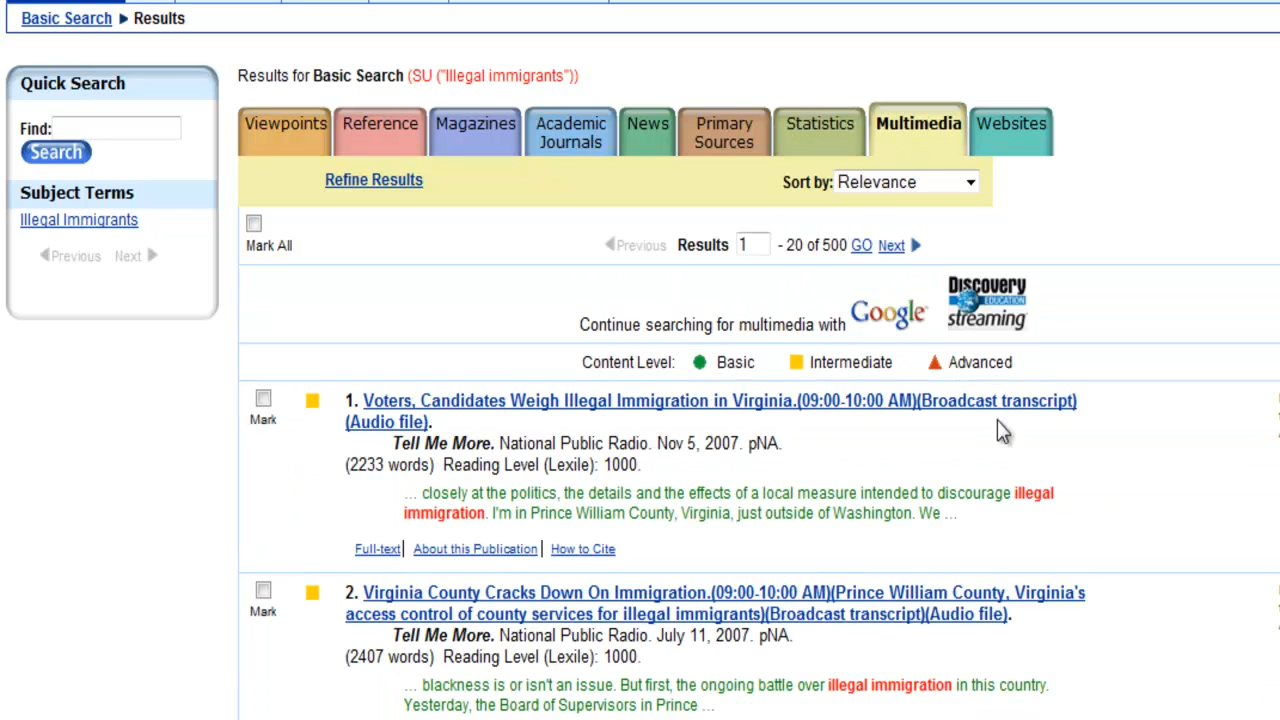 Basic Search ▶ Results
Quick Search
Find:
Search
Subject Terms
Illegal Immigrants
Previous Next
Results for Basic Search (SU ("Illegal immigrants"))
Viewpoints Reference Magazines Academic Journals News Primary Sources Statistics Multimedia Websites
Refine Results
Sort by: Relevance
Mark All
Previous Results 1 - 20 of 500 GO Next
Continue searching for multimedia with Google Discovery Education streaming
Content Level: Basic Intermediate Advanced
Mark
1. Voters, Candidates Weigh Illegal Immigration in Virginia.(09:00-10:00 AM)(Broadcast transcript)
(Audio file).
Tell Me More. National Public Radio. Nov 5, 2007. pNA.
(2233 words) Reading Level (Lexile): 1000.
... closely at the politics, the details and the effects of a local measure intended to discourage illegal
immigration. I'm in Prince William County, Virginia, just outside of Washington. We ...
Full-text | About this Publication | How to Cite
Mark
2. Virginia County Cracks Down On Immigration.(09:00-10:00 AM)(Prince William County, Virginia's
access control of county services for illegal immigrants)(Broadcast transcript)(Audio file).
Tell Me More. National Public Radio. July 11, 2007. pNA.
(2407 words) Reading Level (Lexile): 1000.
... blackness is or isn't an issue. But first, the ongoing battle over illegal immigration in this country.
Yesterday, the Board of Supervisors in Prince ...